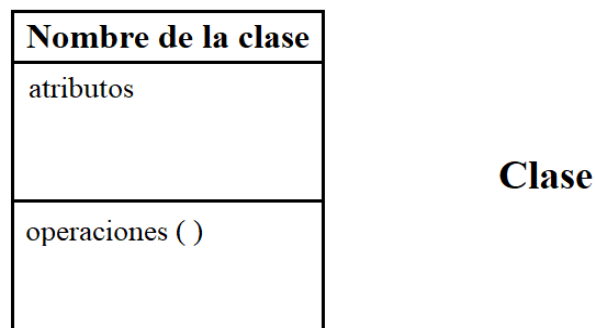 Nombre de la clase
atributos
Clase
operaciones ( )